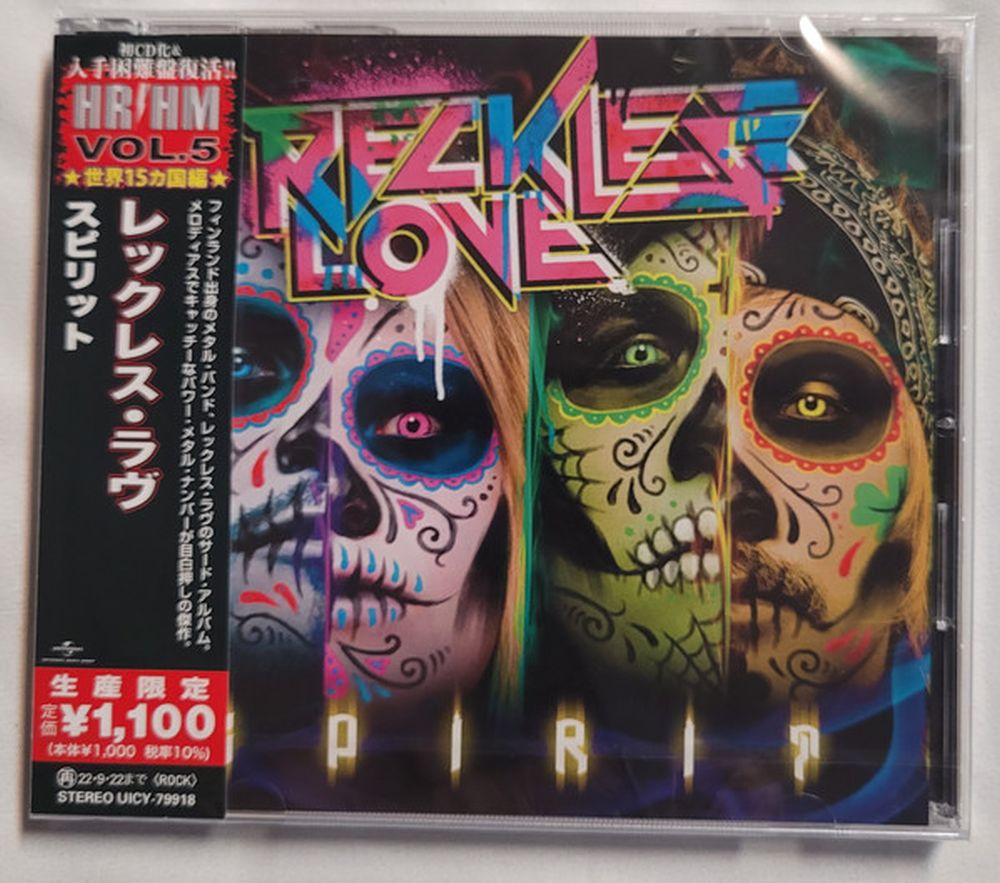 初CD化&
入手困難盤復活!!
HR/HM
VOL.5
★世界15カ国編★
フィンランド出身のメタル・バンド、レックレス・ラヴのサード・アルバム。
メロディアスでキャッチーなパワー・メタル・ナンバーが目白押しの傑作。
レックレス・ラヴ
スピリット
生産限定
定価 ¥1,100
(本体¥1,000 税率10%)
再 22・9・22まで 〈ROCK〉
STEREO UICY-79918
RECKLESS
LOVE
SPIRIT